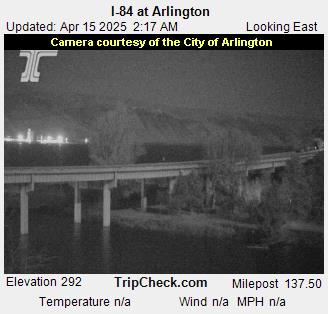 I-84 at Arlington
Updated: Apr 15 2025 2:17 AM Looking East
Camera courtesy of the City of Arlington
Elevation 292 TripCheck.com Milepost 137.50
Temperature n/a Wind n/a MPH n/a